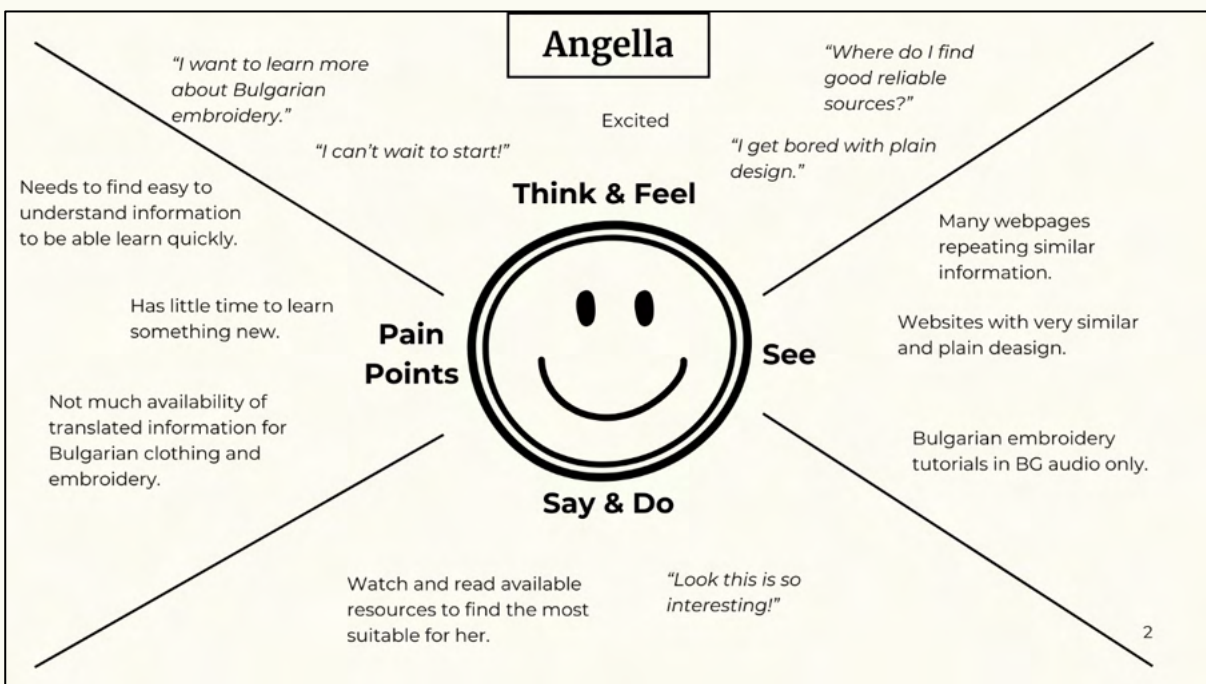 Angella
“I want to learn more
about Bulgarian
embroidery.”
“I can’t wait to start!”
Excited
“Where do I find
good reliable
sources?”
“I get bored with plain
design.”
Think & Feel
Needs to find easy to
understand information
to be able learn quickly.
Has little time to learn
something new.
Not much availability of
translated information for
Bulgarian clothing and
embroidery.
Pain
Points
See
Many webpages
repeating similar
information.
Websites with very similar
and plain deasign.
Bulgarian embroidery
tutorials in BG audio only.
Say & Do
Watch and read available
resources to find the most
suitable for her.
“Look this is so
interesting!”
2